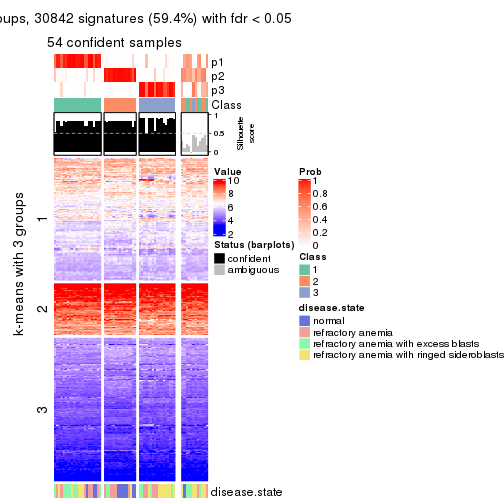 oups, 30842 signatures (59.4%) with fdr < 0.05
54 confident samples
p1
p2
p3
Class
1
0.5
0
Silhouette
score
k-means with 3 groups
1
2
3
disease.state
Value
10
8
6
4
2
Status (barplots)
confident
ambiguous
Prob
1
0.8
0.6
0.4
0.2
0
Class
1
2
3
disease.state
normal
refractory anemia
refractory anemia with excess blasts
refractory anemia with ringed sideroblasts